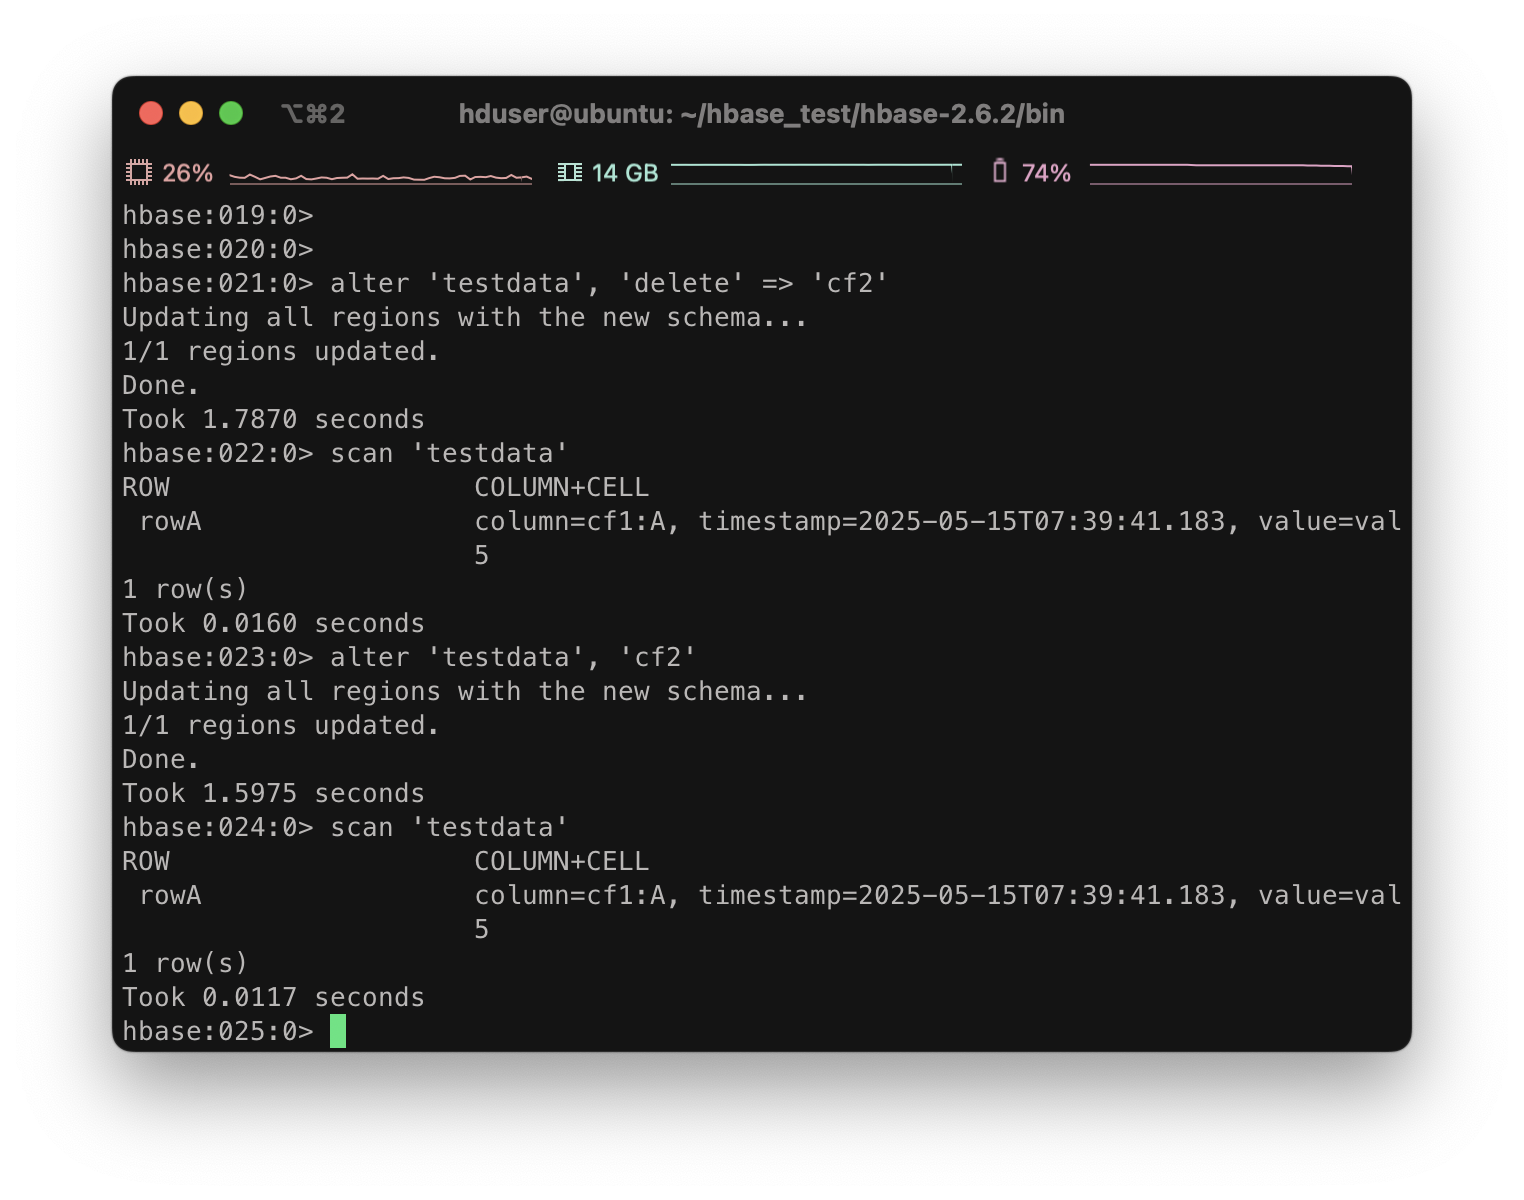 ⌥⌘2 hduser@ubuntu: ~/hbase_test/hbase-2.6.2/bin
26% 14 GB 74%
hbase:019:0>
hbase:020:0>
hbase:021:0> alter 'testdata', 'delete' => 'cf2'
Updating all regions with the new schema...
1/1 regions updated.
Done.
Took 1.7870 seconds
hbase:022:0> scan 'testdata'
ROW                   COLUMN+CELL
 rowA                 column=cf1:A, timestamp=2025-05-15T07:39:41.183, value=val
                      5
1 row(s)
Took 0.0160 seconds
hbase:023:0> alter 'testdata', 'cf2'
Updating all regions with the new schema...
1/1 regions updated.
Done.
Took 1.5975 seconds
hbase:024:0> scan 'testdata'
ROW                   COLUMN+CELL
 rowA                 column=cf1:A, timestamp=2025-05-15T07:39:41.183, value=val
                      5
1 row(s)
Took 0.0117 seconds
hbase:025:0>